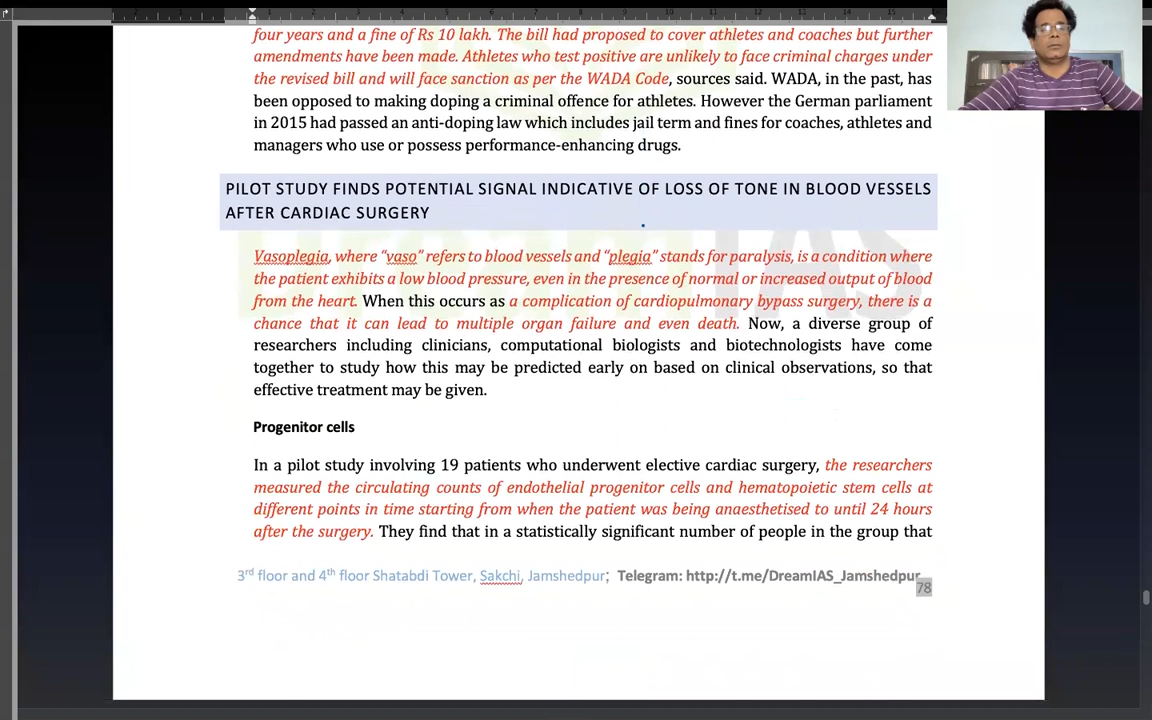 four years and a fine of Rs 10 lakh. The bill had proposed to cover athletes and coaches but further
amendments have been made. Athletes who test positive are unlikely to face criminal charges under
the revised bill and will face sanction as per the WADA Code, sources said. WADA, in the past, has
been opposed to making doping a criminal offence for athletes. However the German parliament
in 2015 had passed an anti-doping law which includes jail term and fines for coaches, athletes and
managers who use or possess performance-enhancing drugs.
PILOT STUDY FINDS POTENTIAL SIGNAL INDICATIVE OF LOSS OF TONE IN BLOOD VESSELS
AFTER CARDIAC SURGERY
Vasoplegia, where “vaso” refers to blood vessels and “plegia” stands for paralysis, is a condition where
the patient exhibits a low blood pressure, even in the presence of normal or increased output of blood
from the heart. When this occurs as a complication of cardiopulmonary bypass surgery, there is a
chance that it can lead to multiple organ failure and even death. Now, a diverse group of
researchers including clinicians, computational biologists and biotechnologists have come
together to study how this may be predicted early on based on clinical observations, so that
effective treatment may be given.
Progenitor cells
In a pilot study involving 19 patients who underwent elective cardiac surgery, the researchers
measured the circulating counts of endothelial progenitor cells and hematopoietic stem cells at
different points in time starting from when the patient was being anaesthetised to until 24 hours
after the surgery. They find that in a statistically significant number of people in the group that
3rd floor and 4th floor Shatabdi Tower, Sakchi, Jamshedpur; Telegram: http://t.me/DreamIAS_Jamshedpur
78